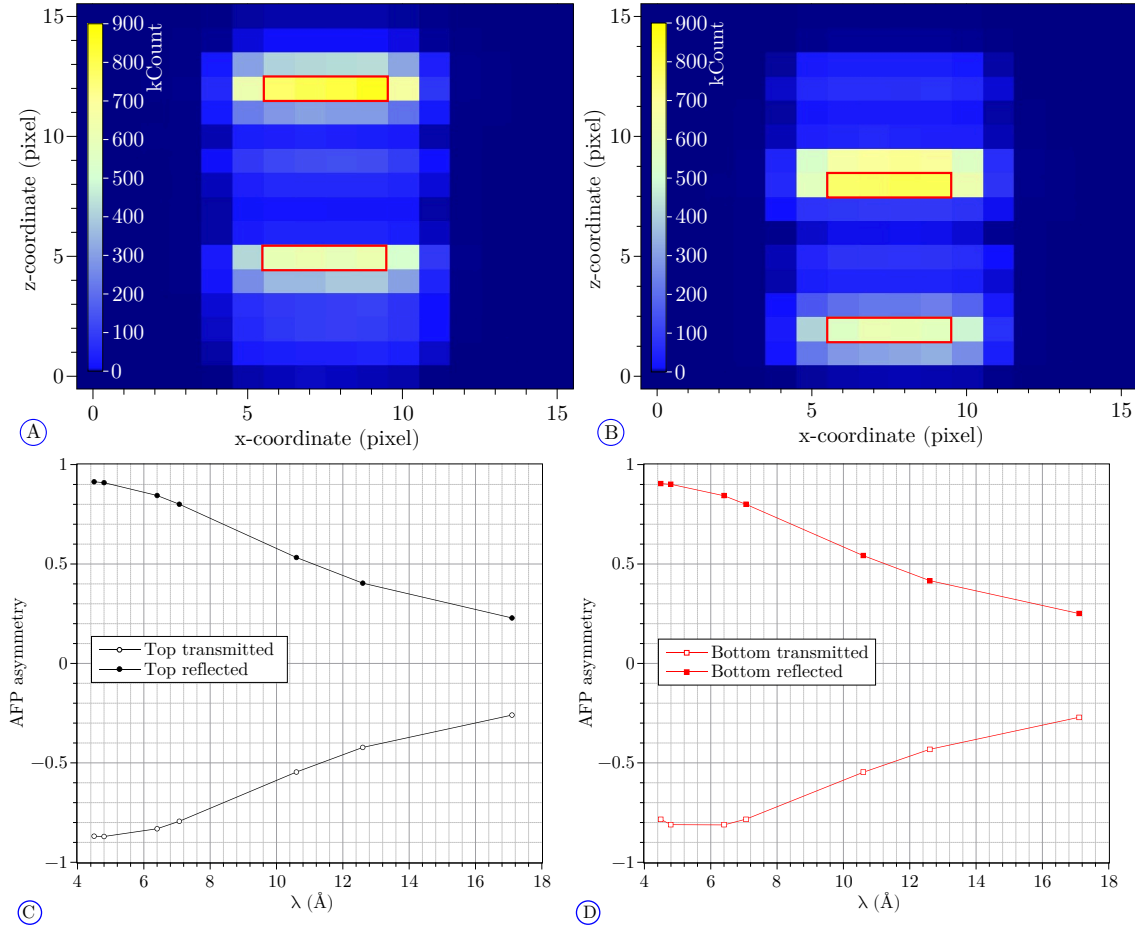 15
10
5
0
z-coordinate (pixel)
900
800
700
600
500
400
300
200
100
0
kCount
0
5
10
15
x-coordinate (pixel)
A
15
10
5
0
z-coordinate (pixel)
900
800
700
600
500
400
300
200
100
0
kCount
0
5
10
15
x-coordinate (pixel)
B
1
0.5
0
−0.5
−1
AFP asymmetry
Top transmitted
Top reflected
4 6 8 10 12 14 16 18
λ (Å)
C
1
0.5
0
−0.5
−1
AFP asymmetry
Bottom transmitted
Bottom reflected
4 6 8 10 12 14 16 18
λ (Å)
D